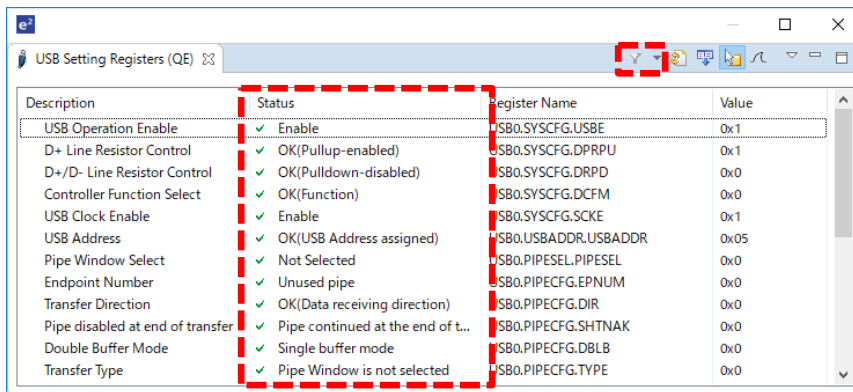 e²
USB Setting Registers (QE)
Description Status Register Name Value
USB Operation Enable Enable USB0.SYSCFG.USBE 0x1
D+ Line Resistor Control OK(Pullup-enabled) USB0.SYSCFG.DPRPU 0x1
D+/D- Line Resistor Control OK(Pulldown-disabled) USB0.SYSCFG.DRPD 0x0
Controller Function Select OK(Function) USB0.SYSCFG.DCFM 0x0
USB Clock Enable Enable USB0.SYSCFG.SCKE 0x1
USB Address OK(USB Address assigned) USB0.USBADDR.USBADDR 0x05
Pipe Window Select Not Selected USB0.PIPESEL.PIPESEL 0x0
Endpoint Number Unused pipe USB0.PIPECFG.EPNUM 0x0
Transfer Direction OK(Data receiving direction) USB0.PIPECFG.DIR 0x0
Pipe disabled at end of transfer Pipe continued at the end of t... USB0.PIPECFG.SHTNAK 0x0
Double Buffer Mode Single buffer mode USB0.PIPECFG.DBLB 0x0
Transfer Type Pipe Window is not selected USB0.PIPECFG.TYPE 0x0